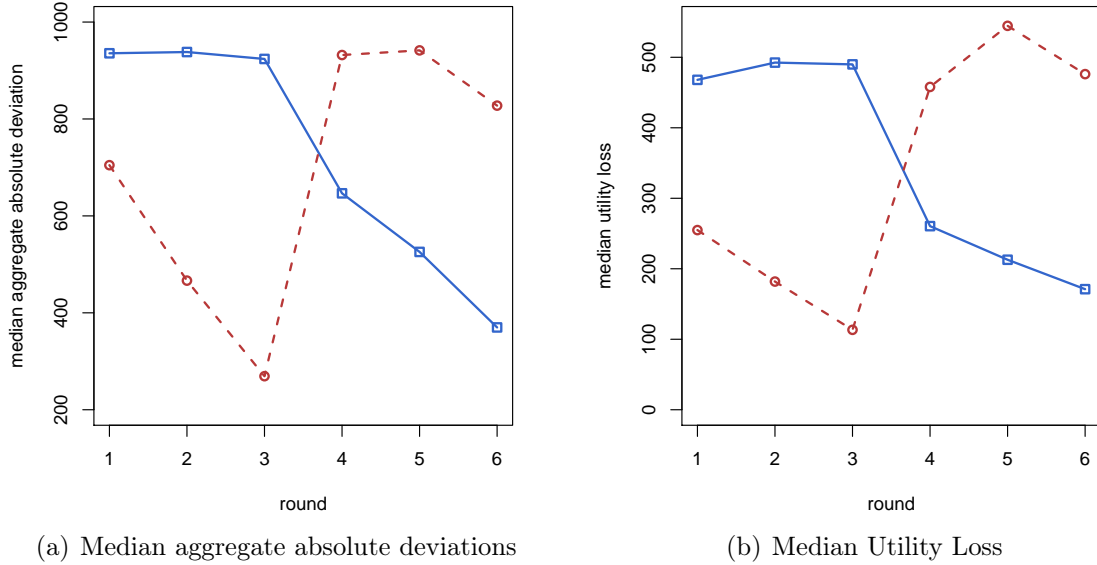 median aggregate absolute deviation
1000
800
600
400
200
1 2 3 4 5 6
round
(a) Median aggregate absolute deviations
median utility loss
500
400
300
200
100
0
1 2 3 4 5 6
round
(b) Median Utility Loss